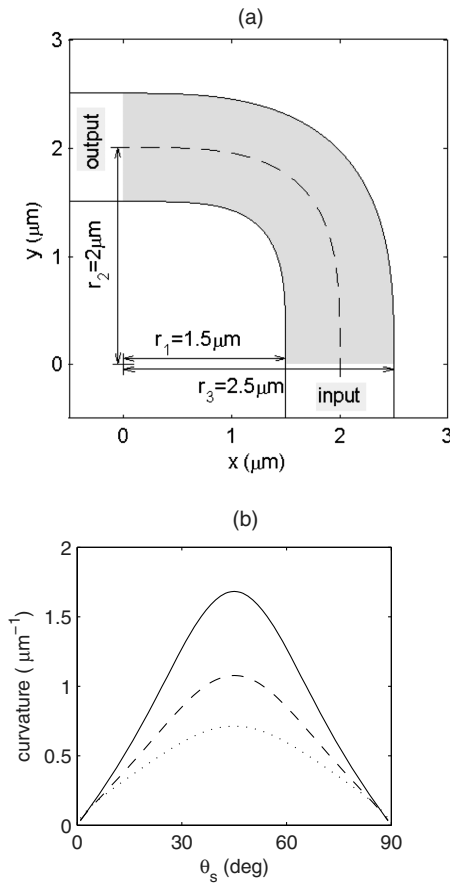 (a)
3
2
1
0
y (μm)
output
r2=2μm
r1=1.5μm
r3=2.5μm
input
0
1
2
3
x (μm)
(b)
2
1.5
1
0.5
0
curvature ( μm⁻¹)
0
30
60
90
θs (deg)